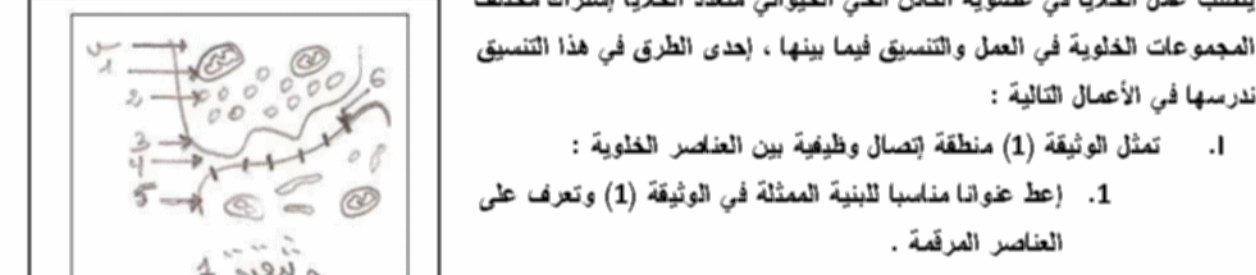 المجموعات الخلوية في العمل والتنسيق فيما بينها ، إحدى الطرق في هذا التنسيق
ندرسها في الأعمال التالية :
I. تمثل الوثيقة (1) منطقة إتصال وظيفية بين العناصر الخلوية :
1. إعط عنوانا مناسبا للبنية الممثلة في الوثيقة (1) وتعرف على
العناصر المرقمة .
س
1
2
3
4
5
6
وثيقة 1